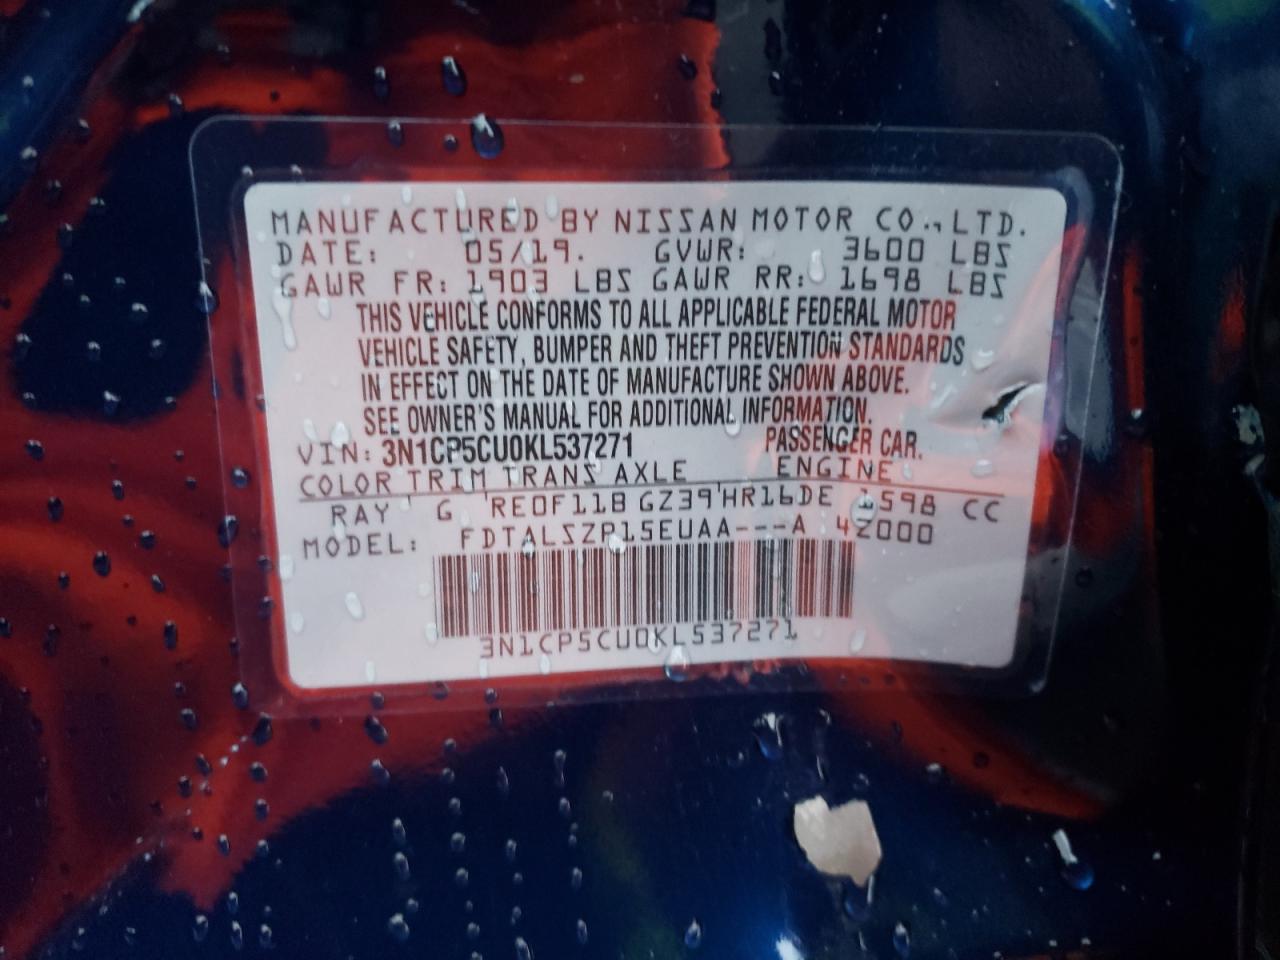 MANUFACTURED BY NISSAN MOTOR CO., LTD.
DATE: 05/19. GVWR: 3600 LBS
GAWR FR: 1903 LBS GAWR RR: 1698 LBS
THIS VEHICLE CONFORMS TO ALL APPLICABLE FEDERAL MOTOR
VEHICLE SAFETY, BUMPER AND THEFT PREVENTION STANDARDS
IN EFFECT ON THE DATE OF MANUFACTURE SHOWN ABOVE.
SEE OWNER'S MANUAL FOR ADDITIONAL INFORMATION.
VIN: 3N1CP5CU0KL537271 PASSENGER CAR.
COLOR TRIM TRANS AXLE ENGINE
RAY G RE0F11B GZ39 HR16DE 1598 CC
MODEL: FDTALSZP15EUAA---A 42000
3N1CP5CU0KL537271